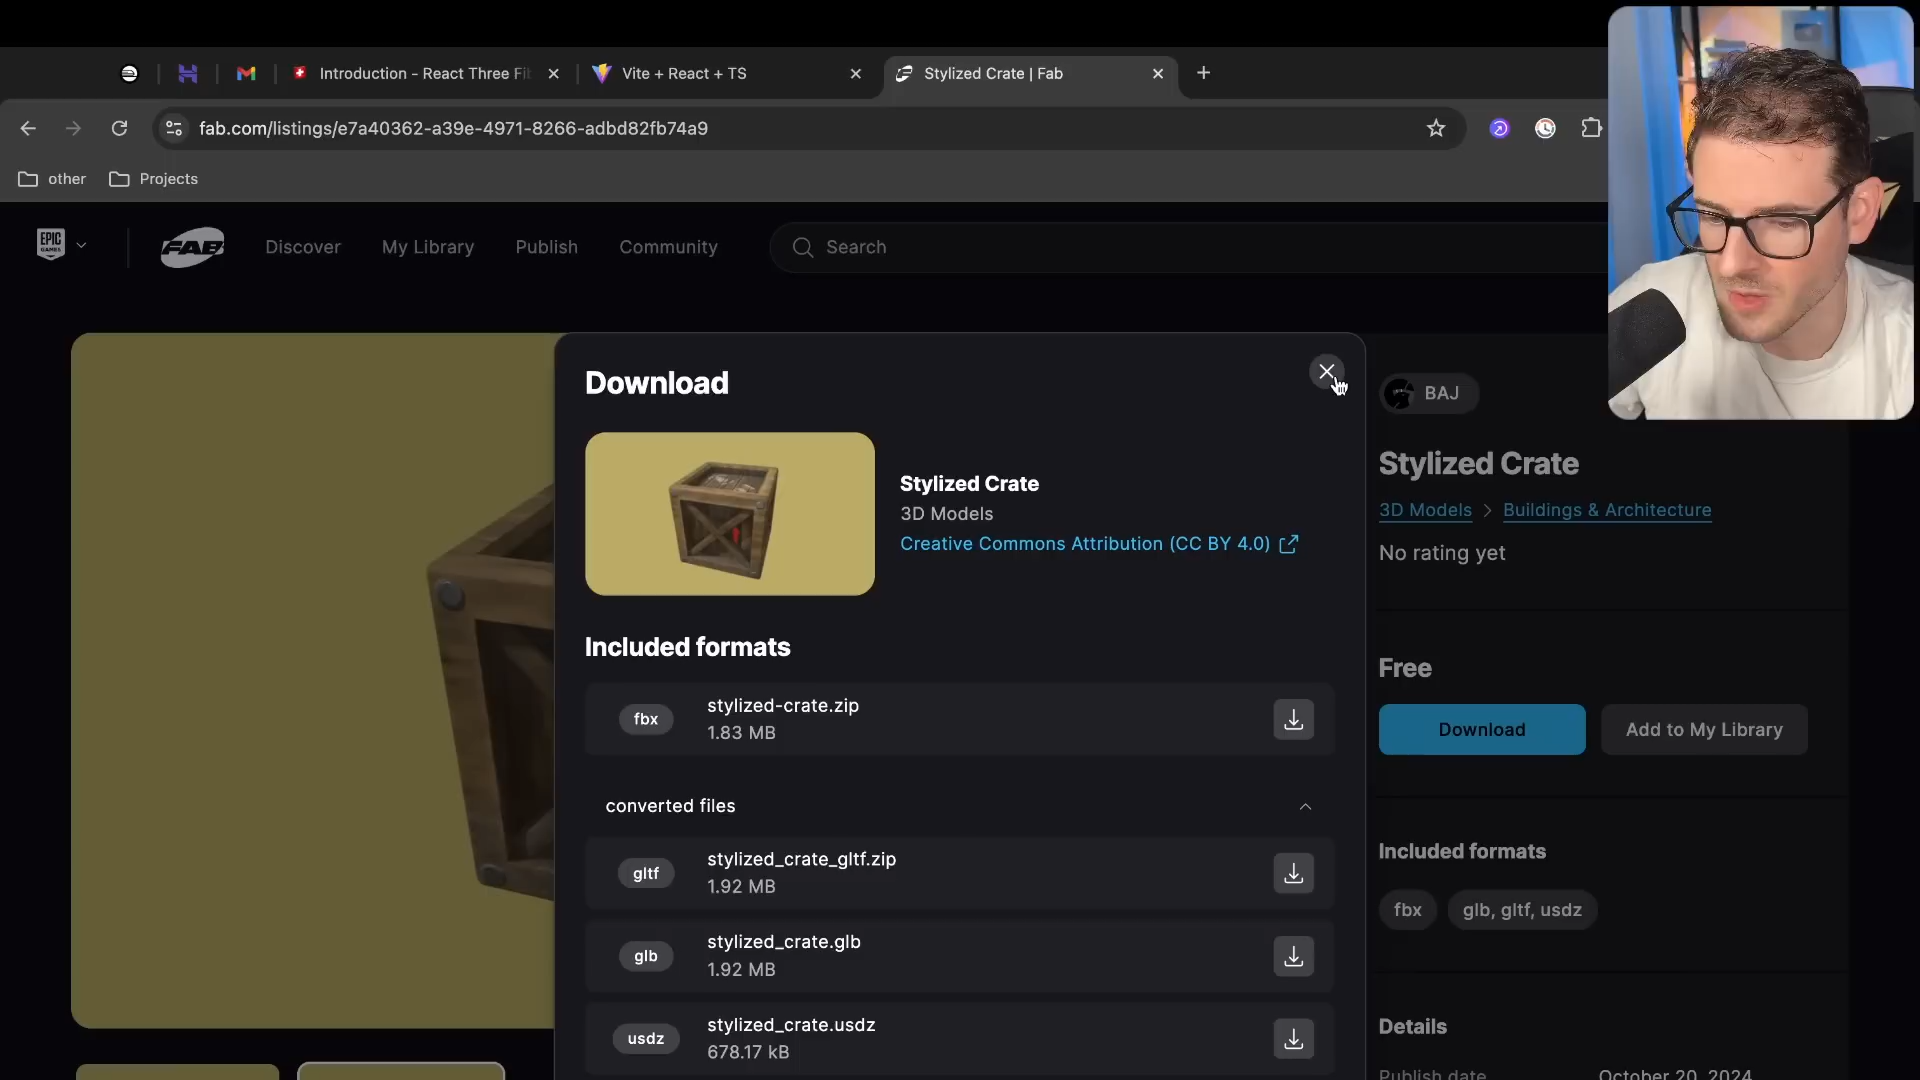 Introduction - React Three Fi
Vite + React + TS
Stylized Crate | Fab
fab.com/listings/e7a40362-a39e-4971-8266-adbd82fb74a9
other
Projects
EPIC
GAMES
FAB
Discover
My Library
Publish
Community
Search
Download
Stylized Crate
3D Models
Creative Commons Attribution (CC BY 4.0)
Included formats
fbx
stylized-crate.zip
1.83 MB
converted files
gltf
stylized_crate_gltf.zip
1.92 MB
glb
stylized_crate.glb
1.92 MB
usdz
stylized_crate.usdz
678.17 kB
BAJ
Stylized Crate
3D Models > Buildings & Architecture
No rating yet
Free
Download
Add to My Library
Included formats
fbx
glb, gltf, usdz
Details
Publish date
October 20, 2024